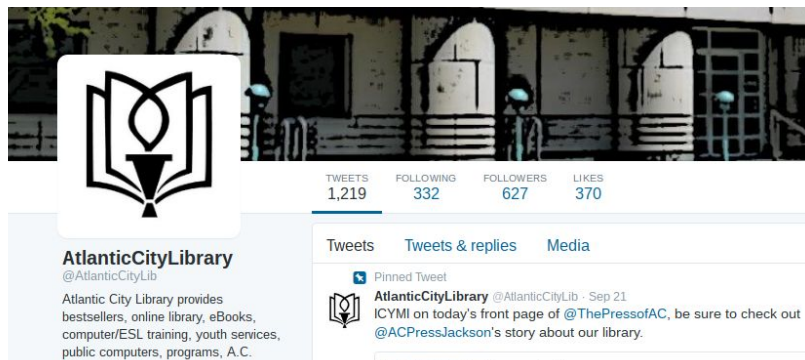 TWEETS FOLLOWING FOLLOWERS LIKES
1,219 332 627 370
AtlanticCityLibrary
@AtlanticCityLib
Atlantic City Library provides
bestsellers, online library, eBooks,
computer/ESL training, youth services,
public computers, programs, A.C.
Tweets Tweets & replies Media
Pinned Tweet
AtlanticCityLibrary @AtlanticCityLib · Sep 21
ICYMI on today's front page of @ThePressofAC, be sure to check out
@ACPressJackson's story about our library.